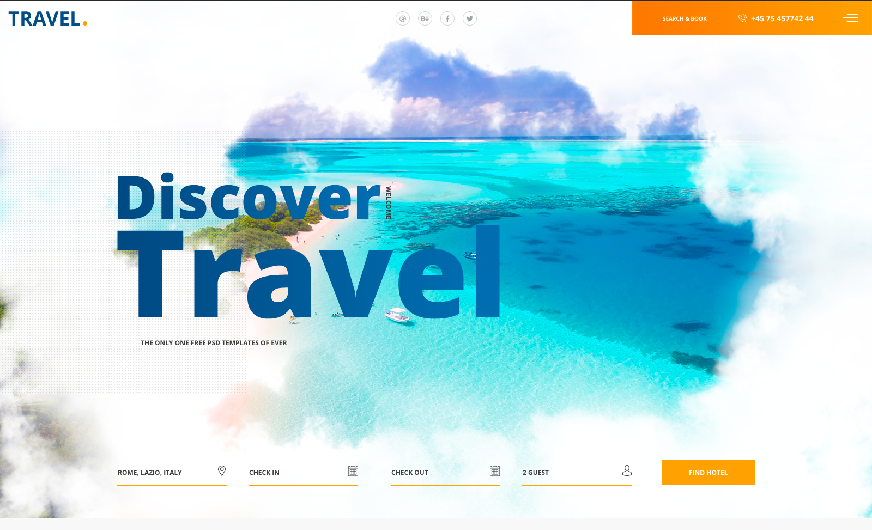 TRAVEL.
SEARCH & BOOK
+45 75 457742 44
Discover
WELCOME
Travel
THE ONLY ONE FREE PSD TEMPLATES OF EVER
ROME, LAZIO, ITALY
CHECK IN
CHECK OUT
2 GUEST
FIND HOTEL